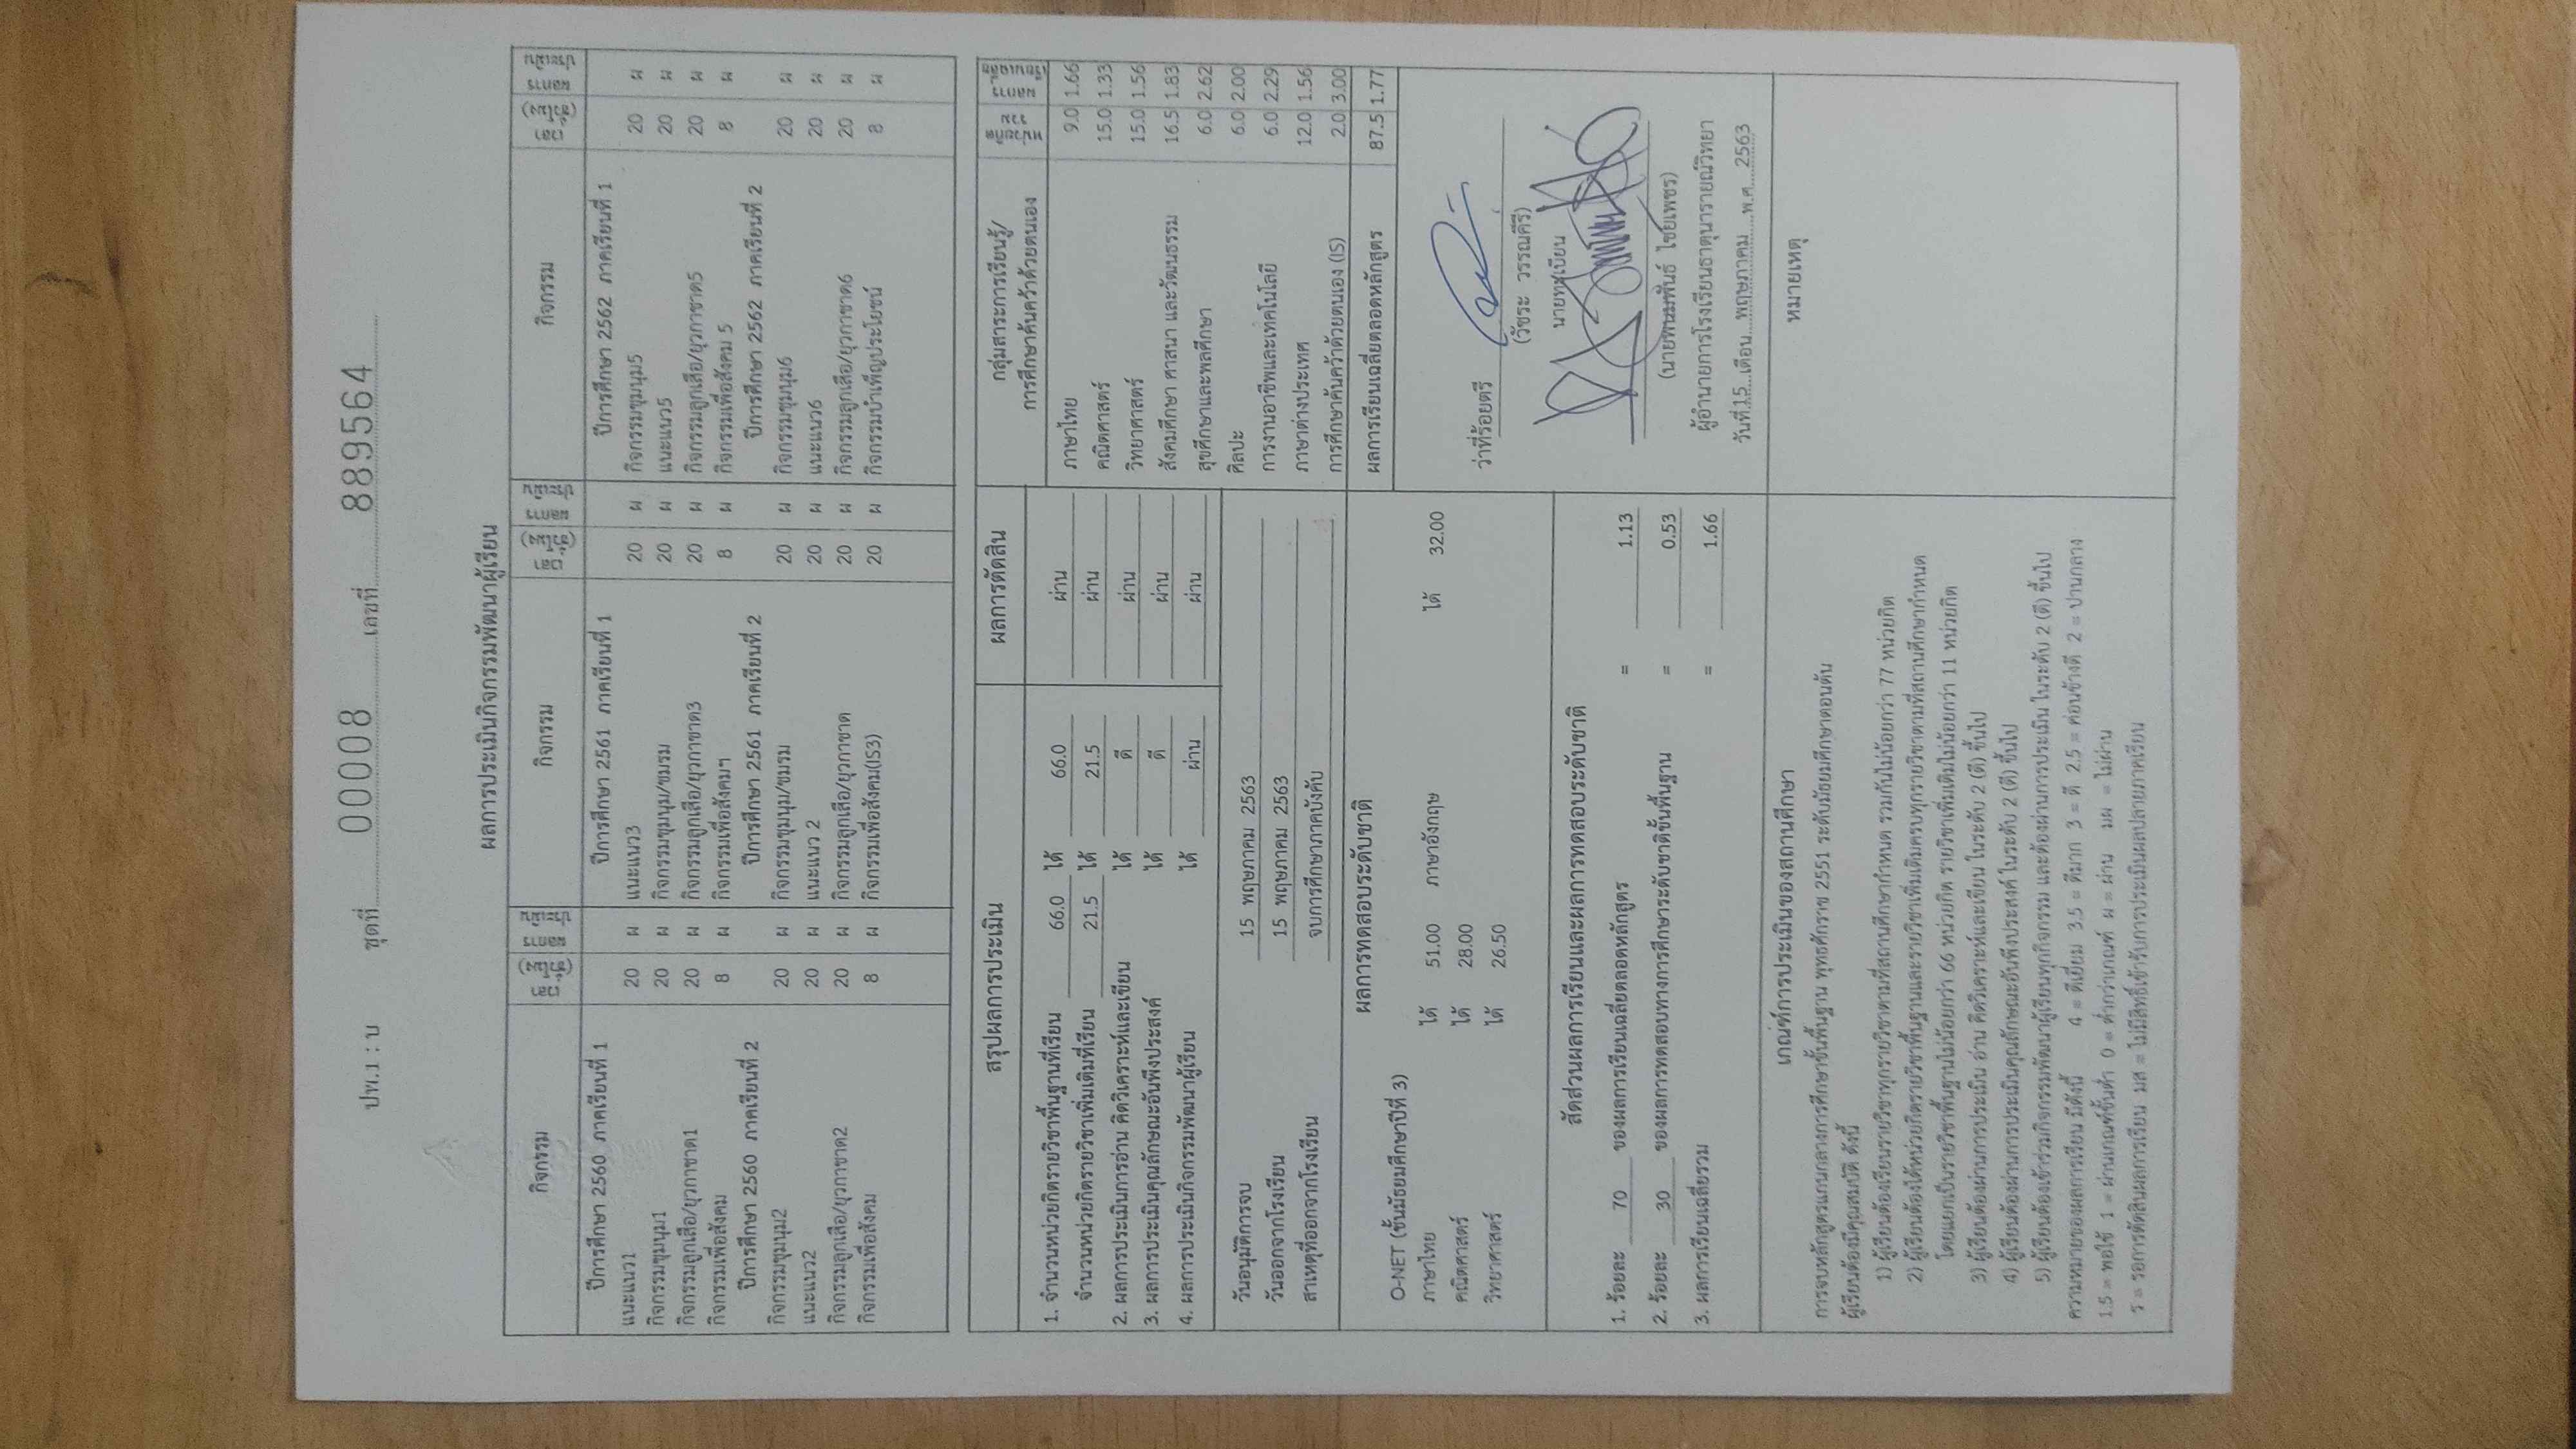 ปพ.1 : บ ชุดที่ 00008 เลขที่ 889564
ผลการประเมินกิจกรรมพัฒนาผู้เรียน
กิจกรรม เวลา (ชั่วโมง) ผลการประเมิน กิจกรรม เวลา (ชั่วโมง) ผลการประเมิน กิจกรรม เวลา (ชั่วโมง) ผลการประเมิน
ปีการศึกษา 2560 ภาคเรียนที่ 1 ปีการศึกษา 2561 ภาคเรียนที่ 1 ปีการศึกษา 2562 ภาคเรียนที่ 1
แนะแนว1 20 ผ แนะแนว3 20 ผ กิจกรรมชุมนุม5 20 ผ
กิจกรรมชุมนุม1 20 ผ กิจกรรมชุมนุม/ชมรม 20 ผ แนะแนว5 20 ผ
กิจกรรมลูกเสือ/ยุวกาชาด1 20 ผ กิจกรรมลูกเสือ/ยุวกาชาด3 20 ผ กิจกรรมลูกเสือ/ยุวกาชาด5 20 ผ
กิจกรรมเพื่อสังคม 8 ผ กิจกรรมเพื่อสังคมฯ 8 ผ กิจกรรมเพื่อสังคม 5 8 ผ
ปีการศึกษา 2560 ภาคเรียนที่ 2 ปีการศึกษา 2561 ภาคเรียนที่ 2 ปีการศึกษา 2562 ภาคเรียนที่ 2
กิจกรรมชุมนุม2 20 ผ กิจกรรมชุมนุม/ชมรม 20 ผ กิจกรรมชุมนุม6 20 ผ
แนะแนว2 20 ผ แนะแนว 2 20 ผ แนะแนว6 20 ผ
กิจกรรมลูกเสือ/ยุวกาชาด2 20 ผ กิจกรรมลูกเสือ/ยุวกาชาด 20 ผ กิจกรรมลูกเสือ/ยุวกาชาด6 20 ผ
กิจกรรมเพื่อสังคม 8 ผ กิจกรรมเพื่อสังคม(IS3) 20 ผ กิจกรรมบำเพ็ญประโยชน์ 8 ผ
สรุปผลการประเมิน ผลการตัดสิน
1. จำนวนหน่วยกิตรายวิชาพื้นฐานที่เรียน 66.0 ได้ 66.0 ผ่าน
จำนวนหน่วยกิตรายวิชาเพิ่มเติมที่เรียน 21.5 ได้ 21.5 ผ่าน
2. ผลการประเมินการอ่าน คิดวิเคราะห์และเขียน ได้ ดี ผ่าน
3. ผลการประเมินคุณลักษณะอันพึงประสงค์ ได้ ดี ผ่าน
4. ผลการประเมินกิจกรรมพัฒนาผู้เรียน ได้ ผ่าน ผ่าน
วันอนุมัติการจบ 15 พฤษภาคม 2563
วันออกจากโรงเรียน 15 พฤษภาคม 2563
สาเหตุที่ออกจากโรงเรียน จบการศึกษาภาคบังคับ
ผลการทดสอบระดับชาติ
O-NET (ชั้นมัธยมศึกษาปีที่ 3)
ภาษาไทย ได้ 51.00 ภาษาอังกฤษ ได้ 32.00
คณิตศาสตร์ ได้ 28.00
วิทยาศาสตร์ ได้ 26.50
สัดส่วนผลการเรียนและผลการทดสอบระดับชาติ
1. ร้อยละ 70 ของผลการเรียนเฉลี่ยตลอดหลักสูตร = 1.13
2. ร้อยละ 30 ของผลการทดสอบทางการศึกษาระดับชาติขั้นพื้นฐาน = 0.53
3. ผลการเรียนเฉลี่ยรวม = 1.66
กลุ่มสาระการเรียนรู้/
การศึกษาค้นคว้าด้วยตนเอง
หน่วยกิตรวม ผลการเรียนเฉลี่ย
ภาษาไทย 9.0 1.66
คณิตศาสตร์ 15.0 1.33
วิทยาศาสตร์ 15.0 1.56
สังคมศึกษา ศาสนา และวัฒนธรรม 16.5 1.83
สุขศึกษาและพลศึกษา 6.0 2.62
ศิลปะ 6.0 2.00
การงานอาชีพและเทคโนโลยี 6.0 2.29
ภาษาต่างประเทศ 12.0 1.56
การศึกษาค้นคว้าด้วยตนเอง (IS) 2.0 3.00
ผลการเรียนเฉลี่ยตลอดหลักสูตร 87.5 1.77
ว่าที่ร้อยตรี
(วัชระ วรรณคีรี)
นายทะเบียน
(นายพนมพันธ์ ไชยเพชร)
ผู้อำนวยการโรงเรียนธาตุนารายณ์วิทยา
วันที่ 15 เดือน พฤษภาคม พ.ศ. 2563
เกณฑ์การประเมินของสถานศึกษา
การจบหลักสูตรแกนกลางการศึกษาขั้นพื้นฐาน พุทธศักราช 2551 ระดับมัธยมศึกษาตอนต้น
ผู้เรียนต้องมีคุณสมบัติ ดังนี้
1) ผู้เรียนต้องเรียนรายวิชาทุกรายวิชาตามที่สถานศึกษากำหนด รวมกันไม่น้อยกว่า 77 หน่วยกิต
2) ผู้เรียนต้องได้หน่วยกิตรายวิชาพื้นฐานและรายวิชาเพิ่มเติมครบทุกรายวิชาตามที่สถานศึกษากำหนด
โดยแยกเป็นรายวิชาพื้นฐานไม่น้อยกว่า 66 หน่วยกิต รายวิชาเพิ่มเติมไม่น้อยกว่า 11 หน่วยกิต
3) ผู้เรียนต้องผ่านการประเมิน อ่าน คิดวิเคราะห์และเขียน ในระดับ 2 (ดี) ขึ้นไป
4) ผู้เรียนต้องผ่านการประเมินคุณลักษณะอันพึงประสงค์ ในระดับ 2 (ดี) ขึ้นไป
5) ผู้เรียนต้องเข้าร่วมกิจกรรมพัฒนาผู้เรียนทุกกิจกรรม และต้องผ่านการประเมิน ในระดับ 2 (ดี) ขึ้นไป
ความหมายของผลการเรียน มีดังนี้ 4 = ดีเยี่ยม 3.5 = ดีมาก 3 = ดี 2.5 = ค่อนข้างดี 2 = ปานกลาง
1.5 = พอใช้ 1 = ผ่านเกณฑ์ขั้นต่ำ 0 = ต่ำกว่าเกณฑ์ ผ = ผ่าน มผ = ไม่ผ่าน
ร = รอการตัดสินผลการเรียน มส = ไม่มีสิทธิ์เข้ารับการประเมินผลปลายภาคเรียน
หมายเหตุ